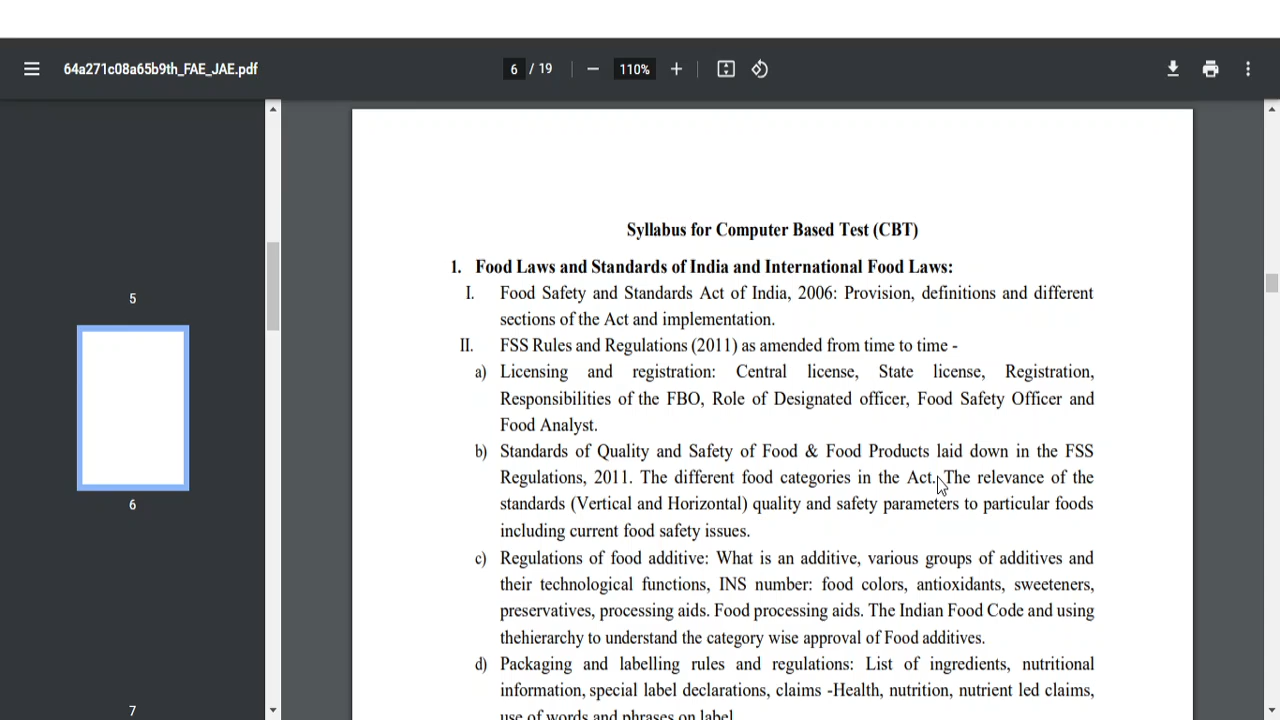 64a271c08a65b9th_FAE_JAE.pdf
6 / 19
110%
5
6
7
Syllabus for Computer Based Test (CBT)
1. Food Laws and Standards of India and International Food Laws:
I. Food Safety and Standards Act of India, 2006: Provision, definitions and different
sections of the Act and implementation.
II. FSS Rules and Regulations (2011) as amended from time to time -
a) Licensing and registration: Central license, State license, Registration,
Responsibilities of the FBO, Role of Designated officer, Food Safety Officer and
Food Analyst.
b) Standards of Quality and Safety of Food & Food Products laid down in the FSS
Regulations, 2011. The different food categories in the Act. The relevance of the
standards (Vertical and Horizontal) quality and safety parameters to particular foods
including current food safety issues.
c) Regulations of food additive: What is an additive, various groups of additives and
their technological functions, INS number: food colors, antioxidants, sweeteners,
preservatives, processing aids. Food processing aids. The Indian Food Code and using
thehierarchy to understand the category wise approval of Food additives.
d) Packaging and labelling rules and regulations: List of ingredients, nutritional
information, special label declarations, claims -Health, nutrition, nutrient led claims,
use of words and phrases on label